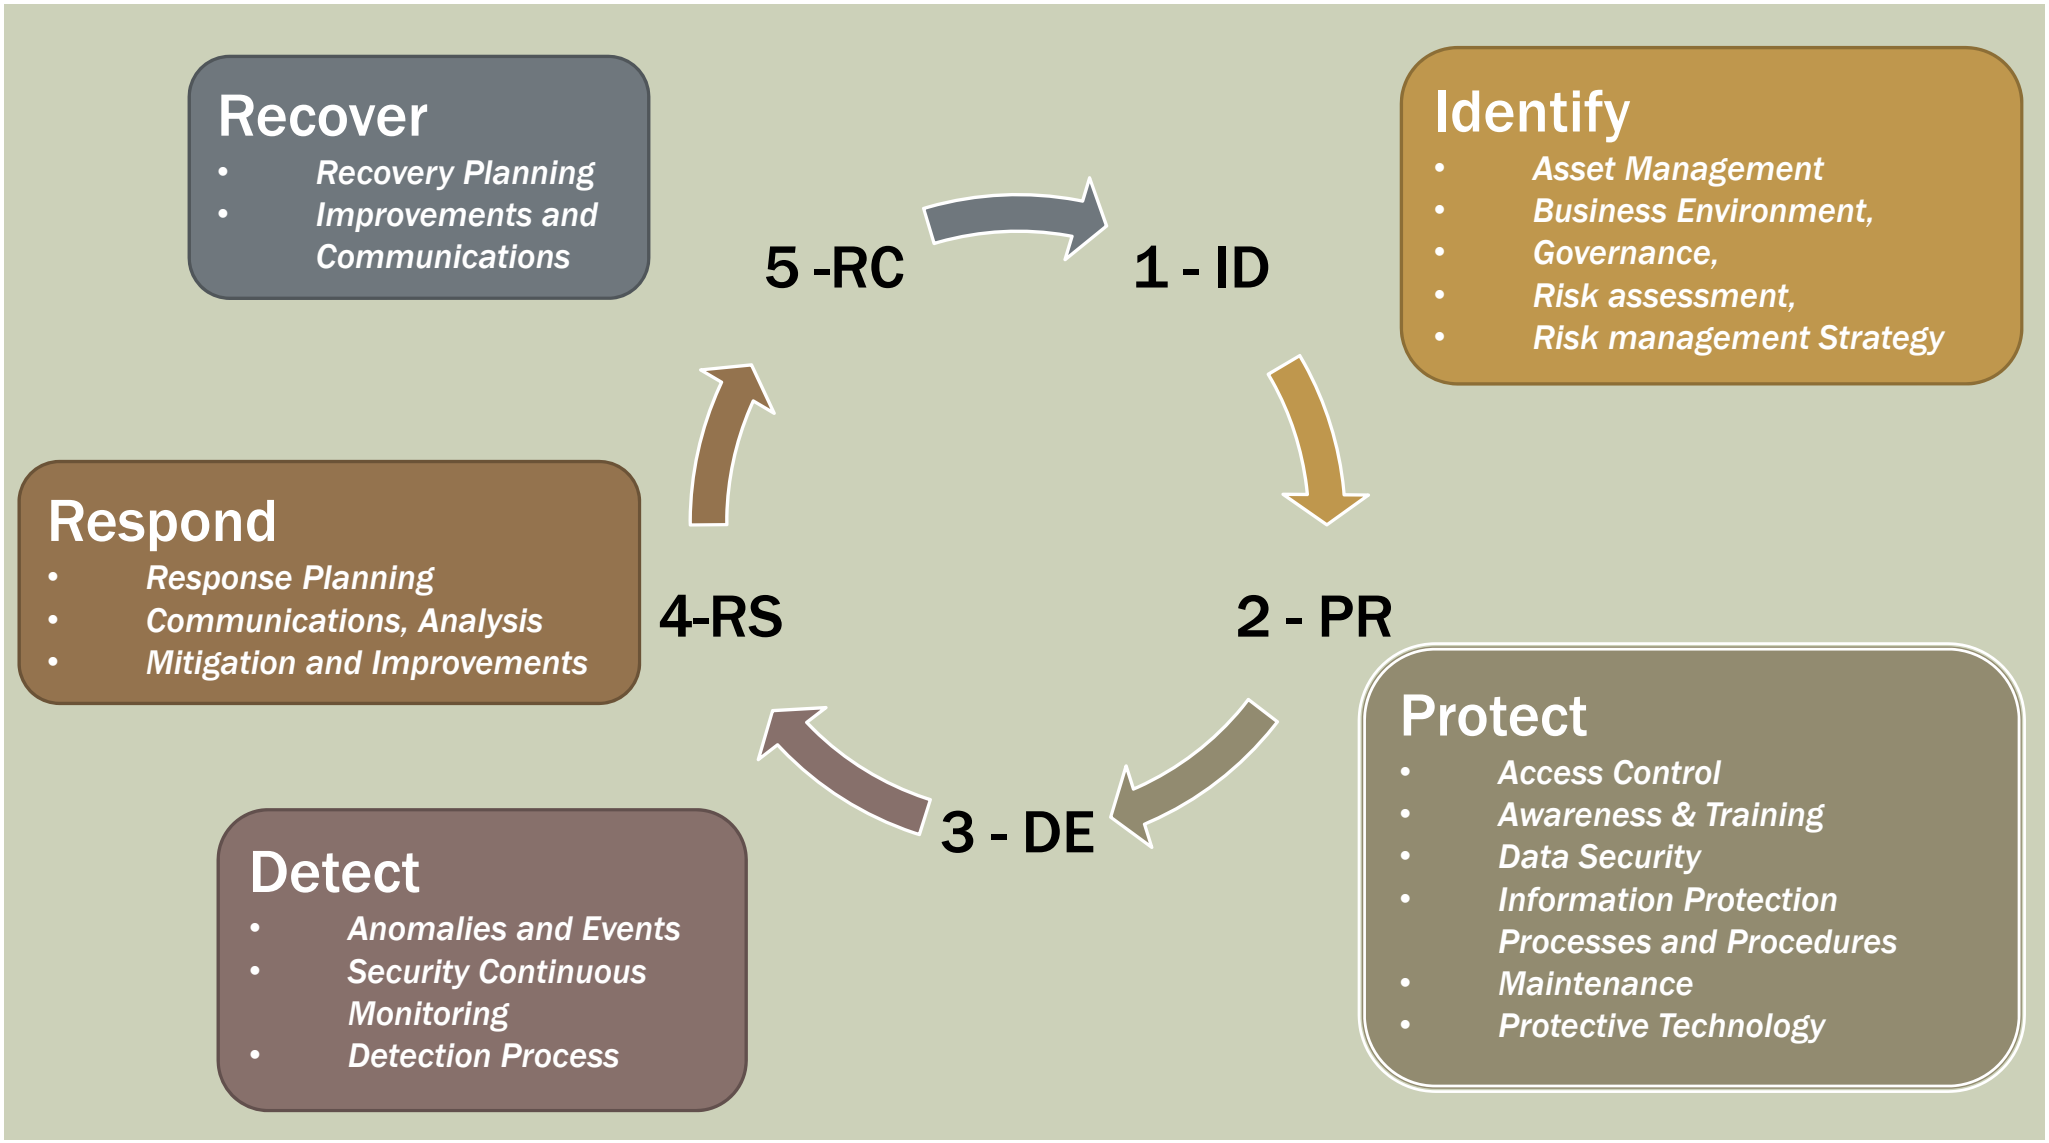 Recover
• Recovery Planning
• Improvements and
Communications
Identify
• Asset Management
• Business Environment,
• Governance,
• Risk assessment,
• Risk management Strategy
5 -RC
1 - ID
Respond
• Response Planning
• Communications, Analysis
• Mitigation and Improvements
4-RS
2 - PR
Protect
• Access Control
• Awareness & Training
• Data Security
• Information Protection
Processes and Procedures
• Maintenance
• Protective Technology
3 - DE
Detect
• Anomalies and Events
• Security Continuous
Monitoring
• Detection Process